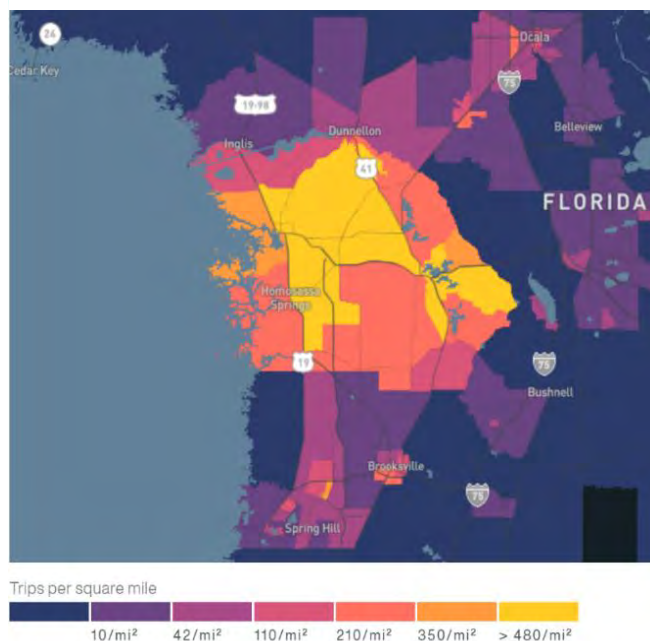 24
Cedar Key
Ocala
75
19-98
Belleview
Inglis
Dunnellon
41
FLORIDA
Homosassa
Springs
19
75
Bushnell
Brooksville
75
Spring Hill
Trips per square mile
10/mi² 42/mi² 110/mi² 210/mi² 350/mi² > 480/mi²